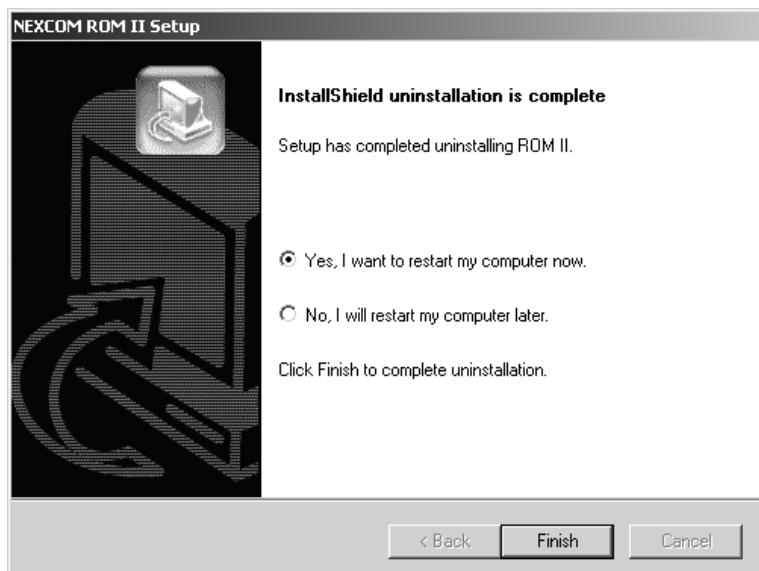 NEXCOM ROM II Setup
InstallShield uninstallation is complete
Setup has completed uninstalling ROM II.
Yes, I want to restart my computer now.
No, I will restart my computer later.
Click Finish to complete uninstallation.
< Back Finish Cancel